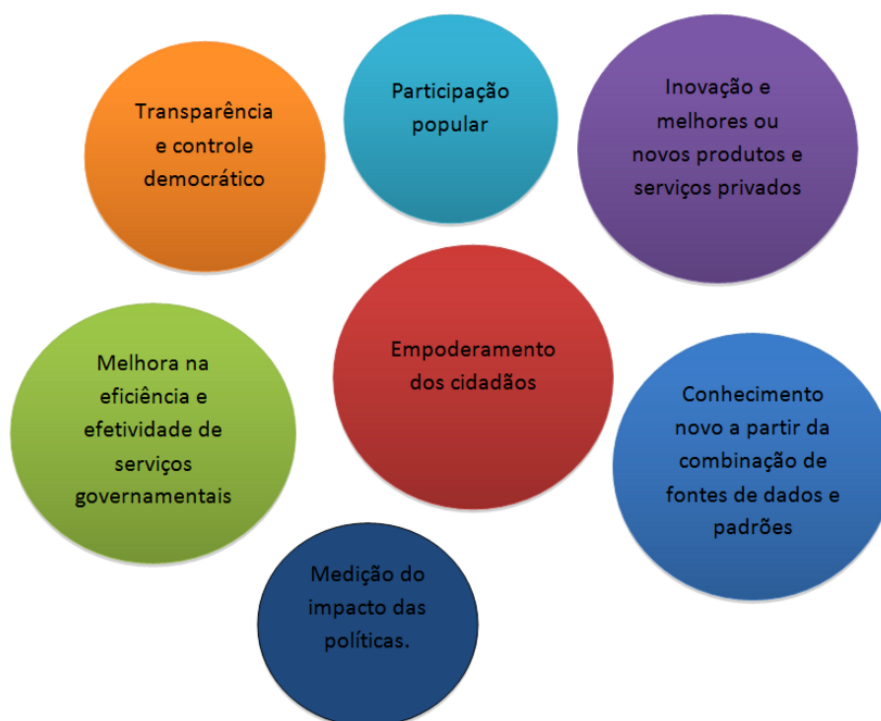 Transparência
e controle
democrático
Participação
popular
Inovação e
melhores ou
novos produtos e
serviços privados
Melhora na
eficiência e
efetividade de
serviços
governamentais
Empoderamento
dos cidadãos
Conhecimento
novo a partir da
combinação de
fontes de dados e
padrões
Medição do
impacto das
políticas.